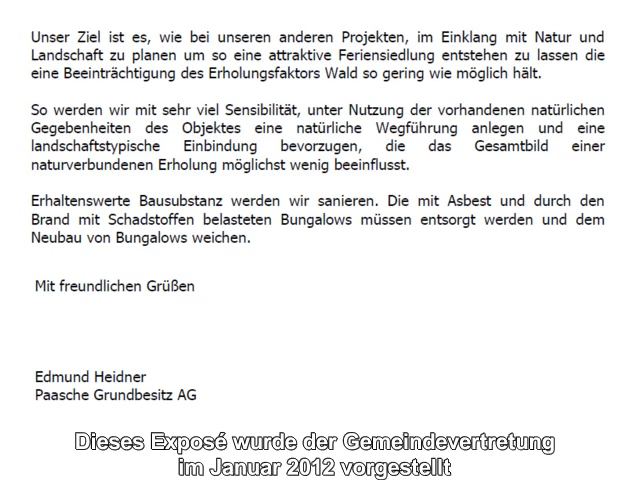 Unser Ziel ist es, wie bei unseren anderen Projekten, im Einklang mit Natur und
Landschaft zu planen um so eine attraktive Feriensiedlung entstehen zu lassen die
eine Beeinträchtigung des Erholungsfaktors Wald so gering wie möglich hält.
So werden wir mit sehr viel Sensibilität, unter Nutzung der vorhandenen natürlichen
Gegebenheiten des Objektes eine natürliche Wegführung anlegen und eine
landschaftstypische Einbindung bevorzugen, die das Gesamtbild einer
naturverbundenen Erholung möglichst wenig beeinflusst.
Erhaltenswerte Bausubstanz werden wir sanieren. Die mit Asbest und durch den
Brand mit Schadstoffen belasteten Bungalows müssen entsorgt werden und dem
Neubau von Bungalows weichen.
Mit freundlichen Grüßen
Edmund Heidner
Paasche Grundbesitz AG
Dieses Exposé wurde der Gemeindevertretung
im Januar 2012 vorgestellt